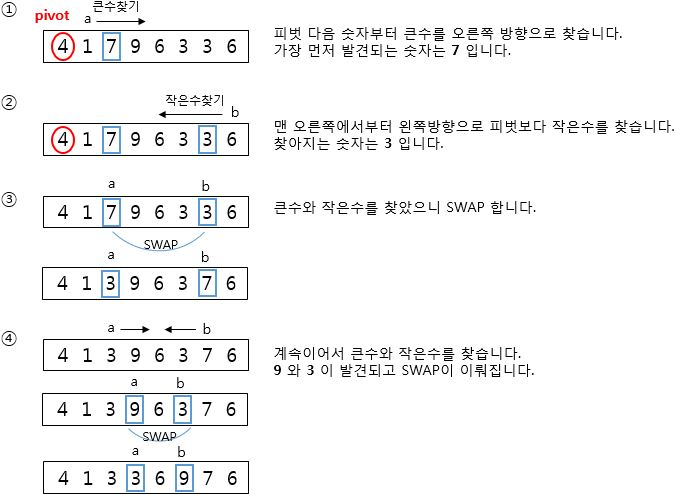 ①
pivot
큰수찾기
a
4 1 7 9 6 3 3 6
피벗 다음 숫자부터 큰수를 오른쪽 방향으로 찾습니다.
가장 먼저 발견되는 숫자는 7 입니다.
②
작은수찾기
b
4 1 7 9 6 3 3 6
맨 오른쪽에서부터 왼쪽방향으로 피벗보다 작은수를 찾습니다.
찾아지는 숫자는 3 입니다.
③
a b
4 1 7 9 6 3 3 6
큰수와 작은수를 찾았으니 SWAP 합니다.
SWAP
a b
4 1 3 9 6 3 7 6
④
a b
4 1 3 9 6 3 7 6
계속이어서 큰수와 작은수를 찾습니다.
9 와 3 이 발견되고 SWAP이 이뤄집니다.
a b
4 1 3 9 6 3 7 6
SWAP
a b
4 1 3 3 6 9 7 6